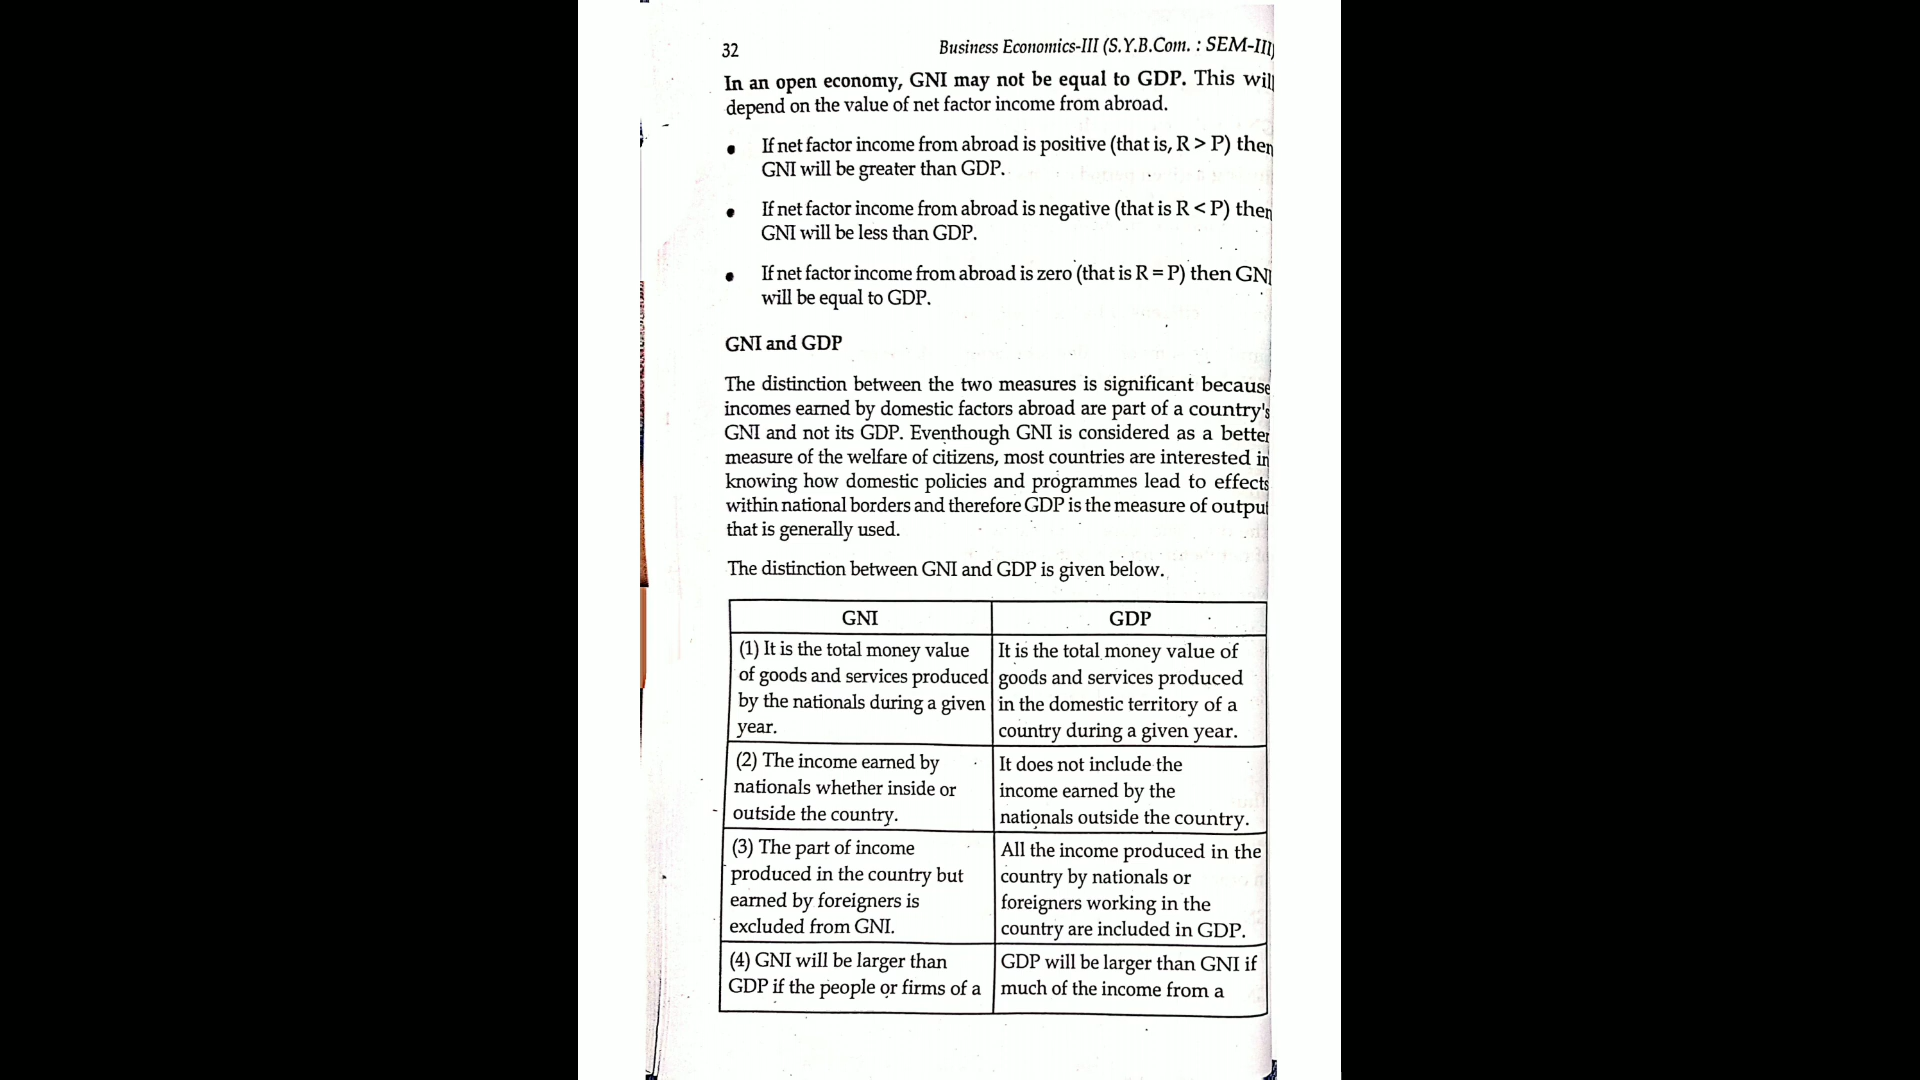 32 Business Economics-III (S.Y.B.Com. : SEM-III)
In an open economy, GNI may not be equal to GDP. This will
depend on the value of net factor income from abroad.
• If net factor income from abroad is positive (that is, R > P) then
GNI will be greater than GDP.
• If net factor income from abroad is negative (that is R < P) then
GNI will be less than GDP.
• If net factor income from abroad is zero (that is R = P) then GNI
will be equal to GDP.
GNI and GDP
The distinction between the two measures is significant because
incomes earned by domestic factors abroad are part of a country's
GNI and not its GDP. Eventhough GNI is considered as a better
measure of the welfare of citizens, most countries are interested in
knowing how domestic policies and programmes lead to effects
within national borders and therefore GDP is the measure of output
that is generally used.
The distinction between GNI and GDP is given below.
GNI
(1) It is the total money value
of goods and services produced
by the nationals during a given
year.
(2) The income earned by
nationals whether inside or
outside the country.
(3) The part of income
produced in the country but
earned by foreigners is
excluded from GNI.
(4) GNI will be larger than
GDP if the people or firms of a
GDP
It is the total money value of
goods and services produced
in the domestic territory of a
country during a given year.
It does not include the
income earned by the
nationals outside the country.
All the income produced in the
country by nationals or
foreigners working in the
country are included in GDP.
GDP will be larger than GNI if
much of the income from a